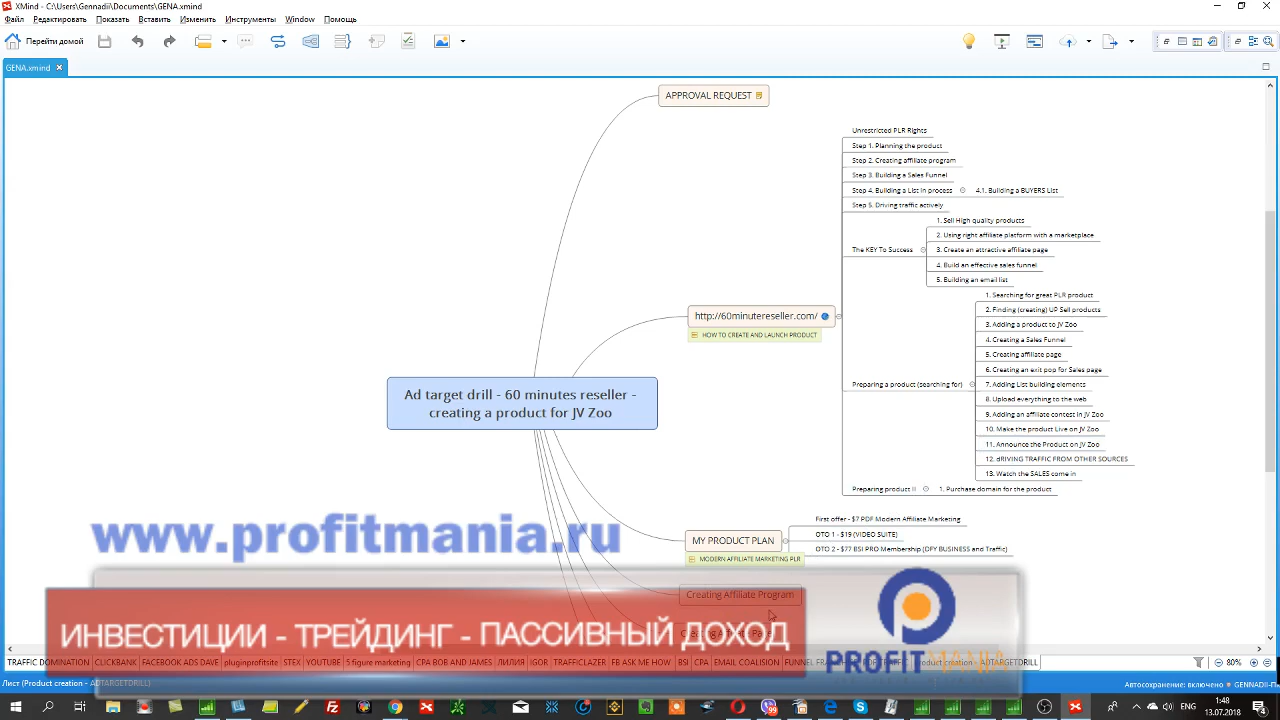 XMind - C:\Users\Gennadii\Documents\GENA.xmind
Файл Редактировать Показать Вставить Изменить Инструменты Window Помощь
Перейти домой
GENA.xmind
APPROVAL REQUEST
Unrestricted PLR Rights
Step 1. Planning the product
Step 2. Creating affiliate program
Step 3. Building a Sales Funnel
Step 4. Building a List in process 4.1. Building a BUYERS List
Step 5. Driving traffic actively
The KEY To Success
1. Sell High quality products
2. Using right affiliate platform with a marketplace
3. Create an attractive affiliate page
4. Build an effective sales funnel
5. Building an email list
http://60minutereseller.com/
HOW TO CREATE AND LAUNCH PRODUCT
Preparing a product (searching for)
1. Searching for great PLR product
2. Finding (creating) UP Sell products
3. Adding a product to JV Zoo
4. Creating a Sales Funnel
5. Creating affiliate page
6. Creating an exit pop for Sales page
7. Adding List building elements
8. Upload everything to the web
9. Adding an affiliate contest in JV Zoo
10. Make the product Live on JV Zoo
11. Announce the Product on JV Zoo
12. dRIVING TRAFFIC FROM OTHER SOURCES
13. Watch the SALES come in
Preparing product II 1. Purchase domain for the product
Ad target drill - 60 minutes reseller -
creating a product for JV Zoo
MY PRODUCT PLAN
MODERN AFFILIATE MARKETING PLR
First offer - $7 PDF Modern Affiliate Marketing
OTO 1 - $19 (VIDEO SUITE)
OTO 2 - $77 BSI PRO Membership (DFY BUSINESS and Traffic)
Creating Affiliate Program
www.profitmania.ru
ИНВЕСТИЦИИ - ТРЕЙДИНГ - ПАССИВНЫЙ ДОХОД
PROFITMANIA
TRAFFIC DOMINATION CLICKBANK FACEBOOK ADS DAVE pluginprofitsite STEX YOUTUBE 5 figure marketing CPA BOB AND JAMES ЛИЛИЯ IGOR TRAFFICLAZER FB ASK ME HOW BSI CPA EMAIL COALISION Product creation - ADTARGETDRILL 80%
Лист (Product creation - ADTARGETDRILL) Автосохранение: включено
99 ENG 1:48
13.07.2018